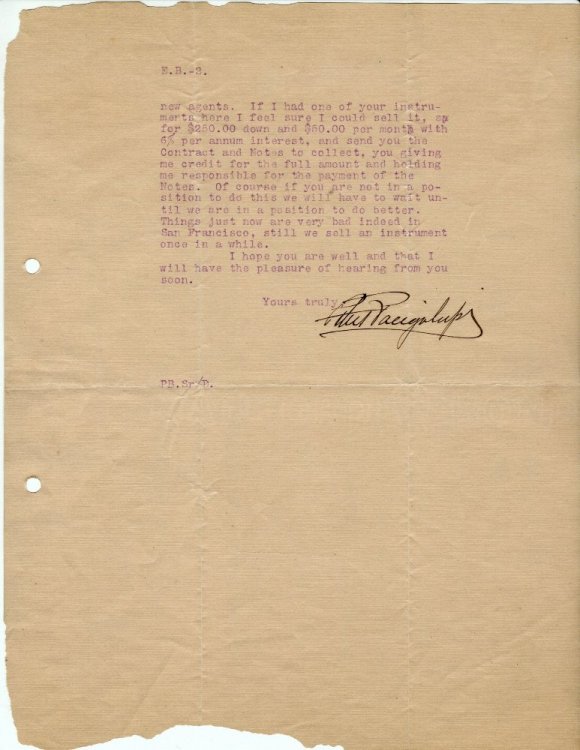 E.B.-2.
new agents. If I had one of your instru-
ments here I feel sure I could sell it, say
for $250.00 down and $50.00 per month with
6% per annum interest, and send you the
Contract and Notes to collect, you giving
me credit for the full amount and holding
me responsible for the payment of the
Notes. Of course if you are not in a po-
sition to do this we will have to wait un-
til we are in a position to do better.
Things just now are very bad indeed in
San Francisco, still we sell an instrument
once in a while.
I hope you are well and that I
will have the pleasure of hearing from you
soon.
Yours truly
Peter Bacigalupi
PB.Sr/D.